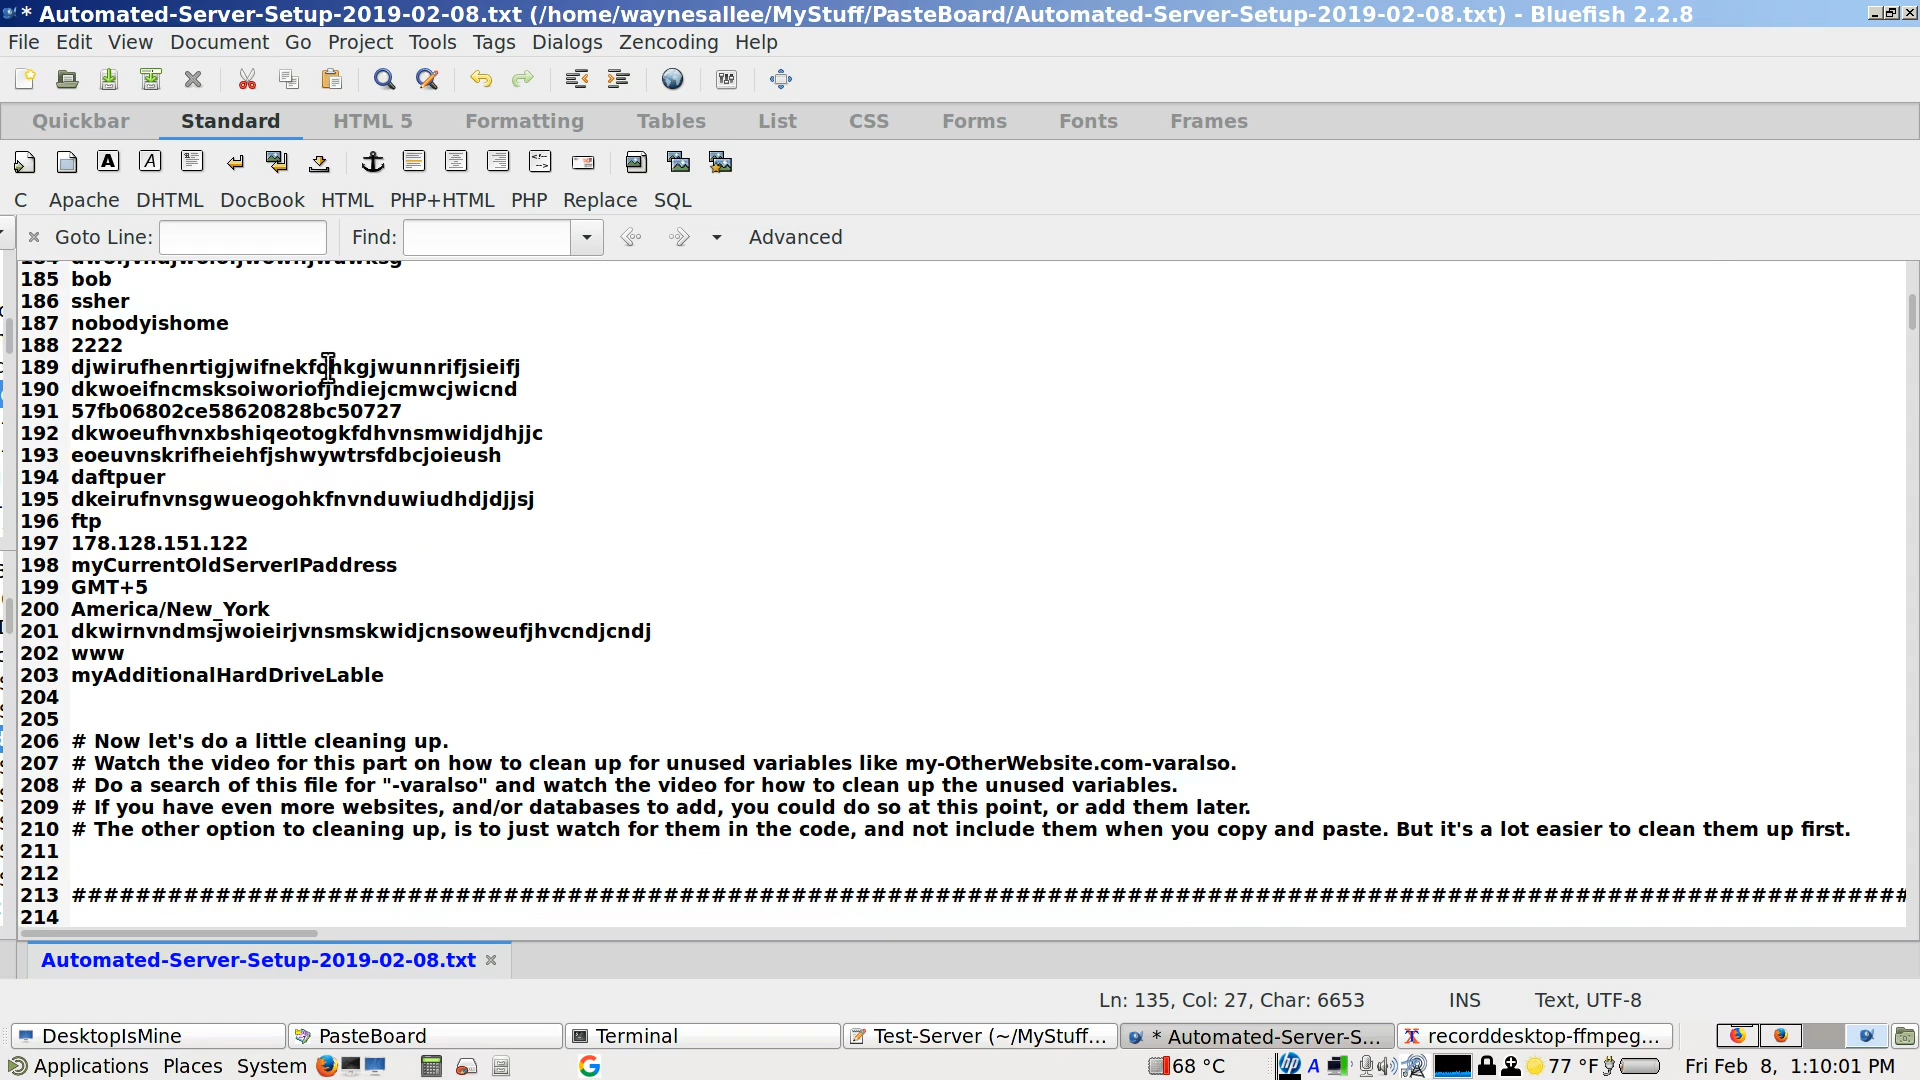 * Automated-Server-Setup-2019-02-08.txt (/home/waynesallee/MyStuff/PasteBoard/Automated-Server-Setup-2019-02-08.txt) - Bluefish 2.2.8
File Edit View Document Go Project Tools Tags Dialogs Zencoding Help
Quickbar Standard HTML 5 Formatting Tables List CSS Forms Fonts Frames
C Apache DHTML DocBook HTML PHP+HTML PHP Replace SQL
Goto Line: Find: Advanced
185 bob
186 ssher
187 nobodyishome
188 2222
189 djwirufhenrtigjwifnekfohkgjwunnrifjsieifj
190 dkwoeifncmsksoiworiofjndiejcmwcjwicnd
191 57fb06802ce58620828bc50727
192 dkwoeufhvnxbshiqeotogkfdhvnsmwidjdhjjc
193 eoeuvnskrifheiehfjshwywtrsfdbcjoieush
194 daftpuer
195 dkeirufnvnsgwueogohkfnvnduwiudhdjdjjsj
196 ftp
197 178.128.151.122
198 myCurrentOldServerIPaddress
199 GMT+5
200 America/New_York
201 dkwirnvndmsjwoieirjvnsmskwidjcnsoweufjhvcndjcndj
202 www
203 myAdditionalHardDriveLable
204
205
206 # Now let's do a little cleaning up.
207 # Watch the video for this part on how to clean up for unused variables like my-OtherWebsite.com-varalso.
208 # Do a search of this file for "-varalso" and watch the video for how to clean up the unused variables.
209 # If you have even more websites, and/or databases to add, you could do so at this point, or add them later.
210 # The other option to cleaning up, is to just watch for them in the code, and not include them when you copy and paste. But it's a lot easier to clean them up first.
211
212
213 ####################################################################################################################
214
Automated-Server-Setup-2019-02-08.txt
Ln: 135, Col: 27, Char: 6653 INS Text, UTF-8
DesktopIsMine PasteBoard Terminal Test-Server (~/MyStuff... * Automated-Server-S... recorddesktop-ffmpeg...
Applications Places System 68 °C 77 °F Fri Feb 8, 1:10:01 PM